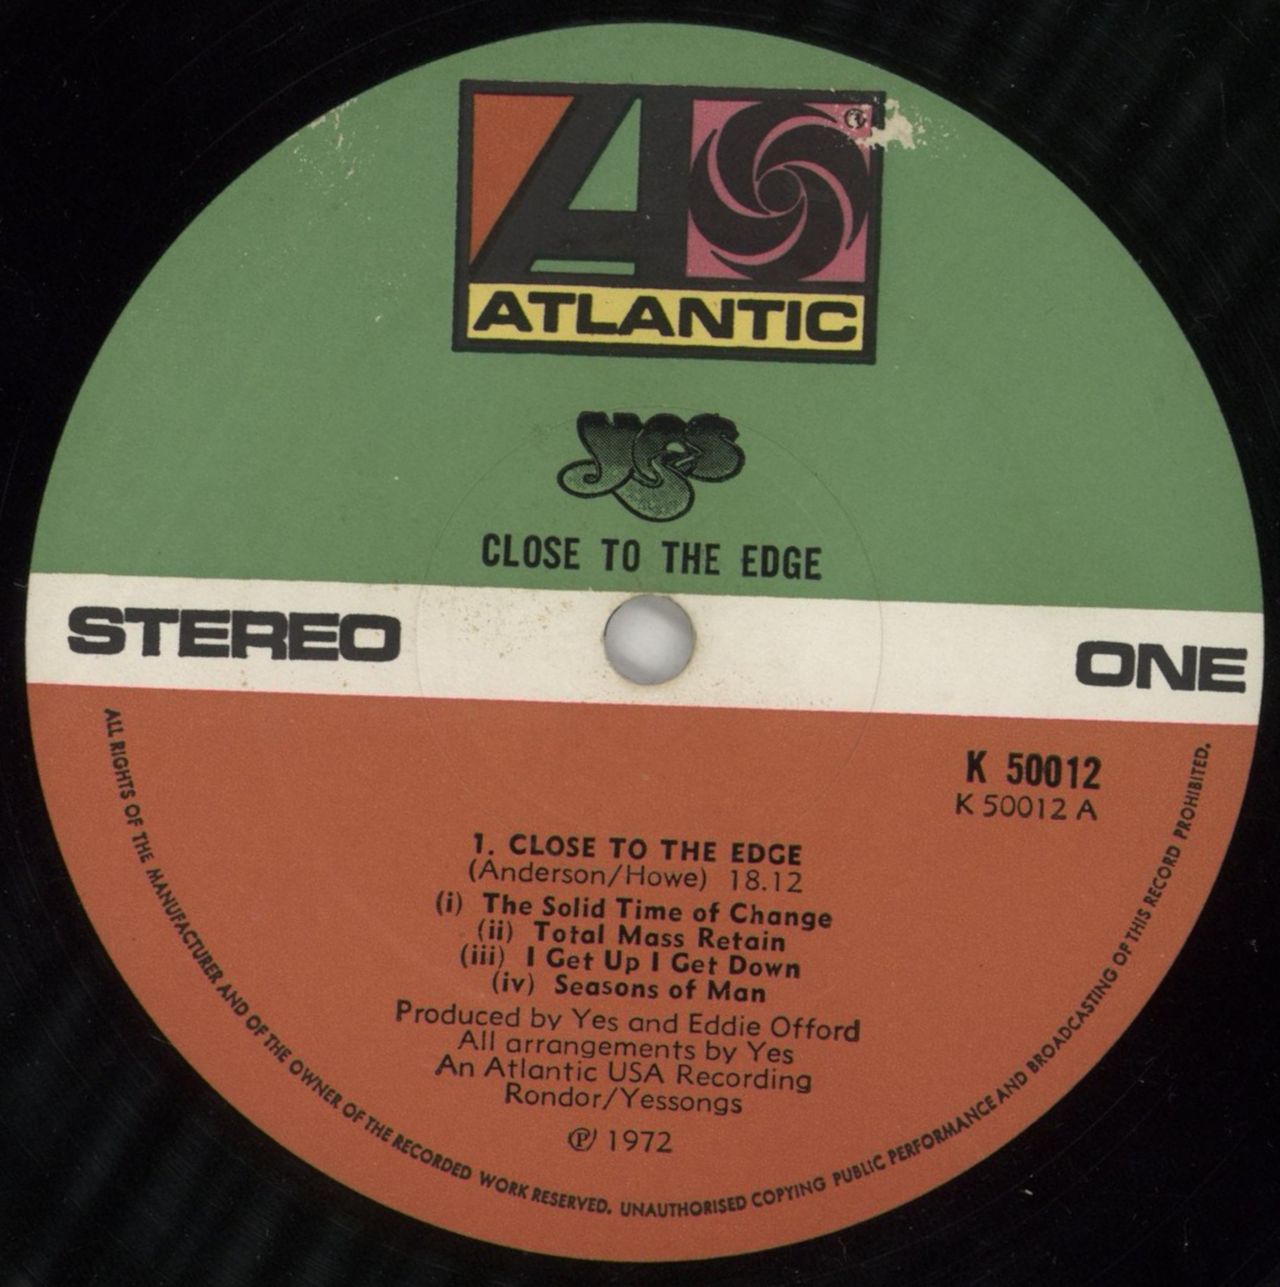 ATLANTIC
®
yes
CLOSE TO THE EDGE
STEREO
ONE
K 50012
K 50012 A
1. CLOSE TO THE EDGE
(Anderson/Howe) 18.12
(i) The Solid Time of Change
(ii) Total Mass Retain
(iii) I Get Up I Get Down
(iv) Seasons of Man
Produced by Yes and Eddie Offord
All arrangements by Yes
An Atlantic USA Recording
Rondor/Yessongs
℗ 1972
ALL RIGHTS OF THE MANUFACTURER AND OF THE OWNER OF THE RECORDED WORK RESERVED. UNAUTHORISED COPYING PUBLIC PERFORMANCE AND BROADCASTING OF THIS RECORD PROHIBITED.